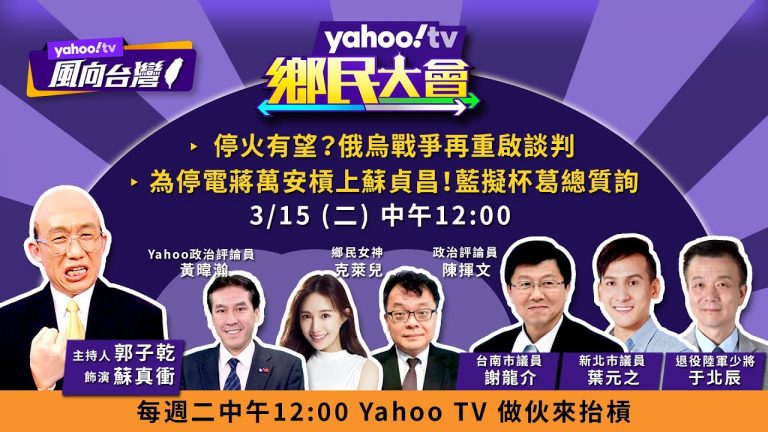 yahoo!tv
風向台灣
yahoo!tv
鄉民大會
停火有望？俄烏戰爭再重啟談判
為停電蔣萬安槓上蘇貞昌！藍擬杯葛總質詢
3/15 (二) 中午12:00
Yahoo政治評論員
黃暐瀚
鄉民女神
克萊兒
政治評論員
陳揮文
主持人 郭子乾
飾演 蘇真衝
台南市議員
謝龍介
新北市議員
葉元之
退役陸軍少將
于北辰
每週二中午12:00 Yahoo TV 做伙來抬槓